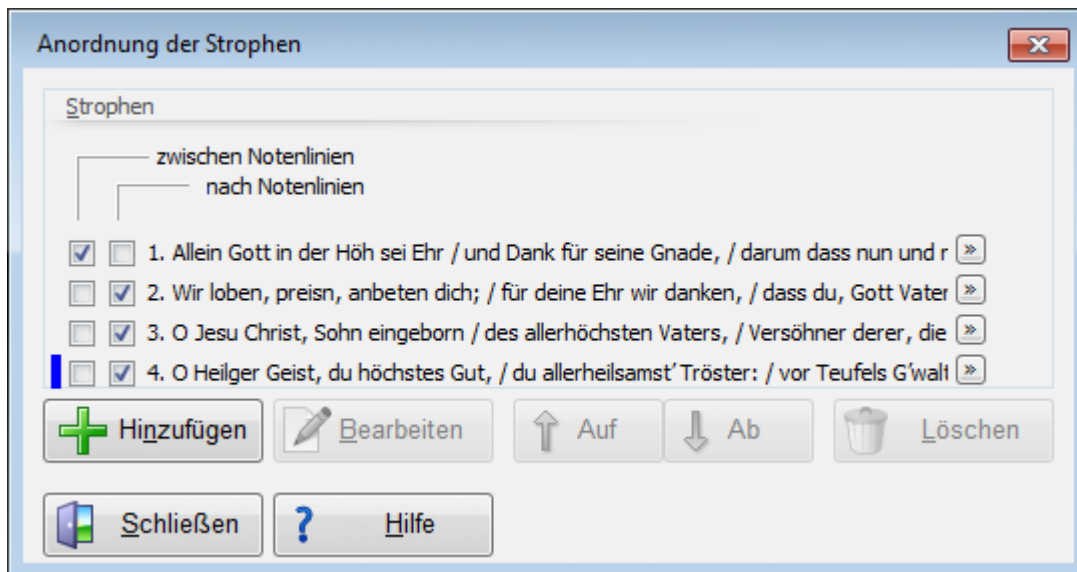 Anordnung der Strophen
Strophen
zwischen Notenlinien
nach Notenlinien
1. Allein Gott in der Höh sei Ehr / und Dank für seine Gnade, / darum dass nun und
2. Wir loben, preisn, anbeten dich; / für deine Ehr wir danken, / dass du, Gott Vater
3. O Jesu Christ, Sohn eingeborn / des allerhöchsten Vaters, / Versöhner derer, die
4. O Heilger Geist, du höchstes Gut, / du allerheilsamst' Tröster: / vor Teufels G'walt
Hinzufügen Bearbeiten Auf Ab Löschen
Schließen ? Hilfe